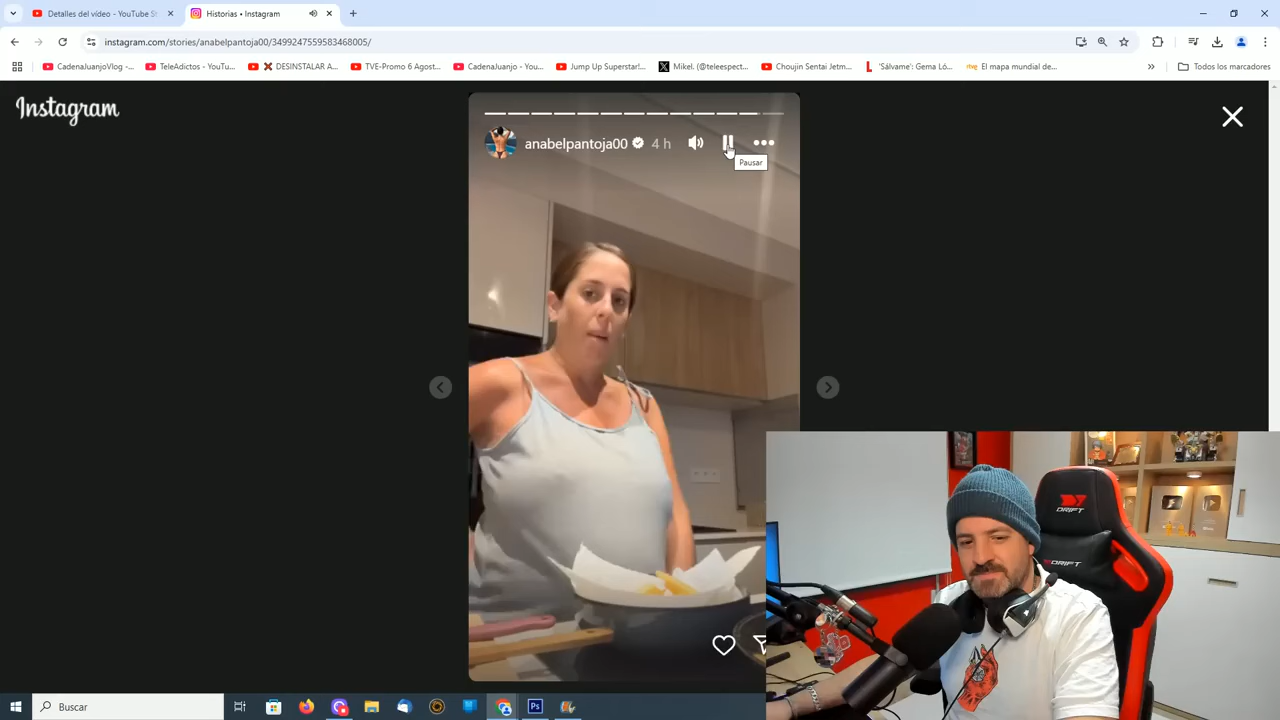 Detalles del vídeo - YouTube St
Historias • Instagram
instagram.com/stories/anabelpantoja00/3499247559583468005/
CadenaJuanjoVlog -...
TeleAdictos - YouTu...
DESINSTALAR A...
TVE-Promo 6 Agost...
CadenaJuanjo - You...
Jump Up Superstar!...
Mikel. (@teleespect...
Choujin Sentai Jetm...
'Sálvame': Gema Ló...
rtve El mapa mundial de...
»
Todos los marcadores
Instagram
anabelpantoja00 4 h
Pausar
DRIFT
DRIFT
Buscar
Ps